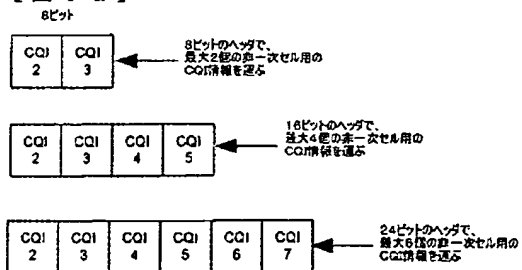 8ビット
CQI 2
CQI 3
8ビットのヘッダで、
最大2個の非一次セル用の
CQI情報を運ぶ
CQI 2
CQI 3
CQI 4
CQI 5
16ビットのヘッダで、
最大4個の非一次セル用の
CQI情報を運ぶ
CQI 2
CQI 3
CQI 4
CQI 5
CQI 6
CQI 7
24ビットのヘッダで、
最大6個の非一次セル用の
CQI情報を運ぶ